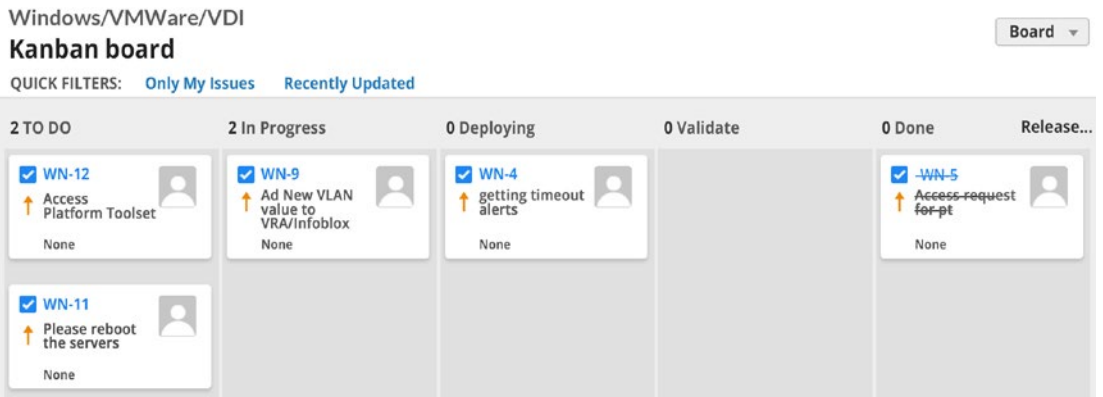 Windows/VMWare/VDI
Kanban board
Board
QUICK FILTERS: Only My Issues Recently Updated
2 TO DO
2 In Progress
0 Deploying
0 Validate
0 Done
Release...
WN-12
Access
Platform Toolset
None
WN-11
Please reboot
the servers
None
WN-9
Ad New VLAN
value to
VRA/Infoblox
None
WN-4
getting timeout
alerts
None
WN-5
Access request
for pt
None